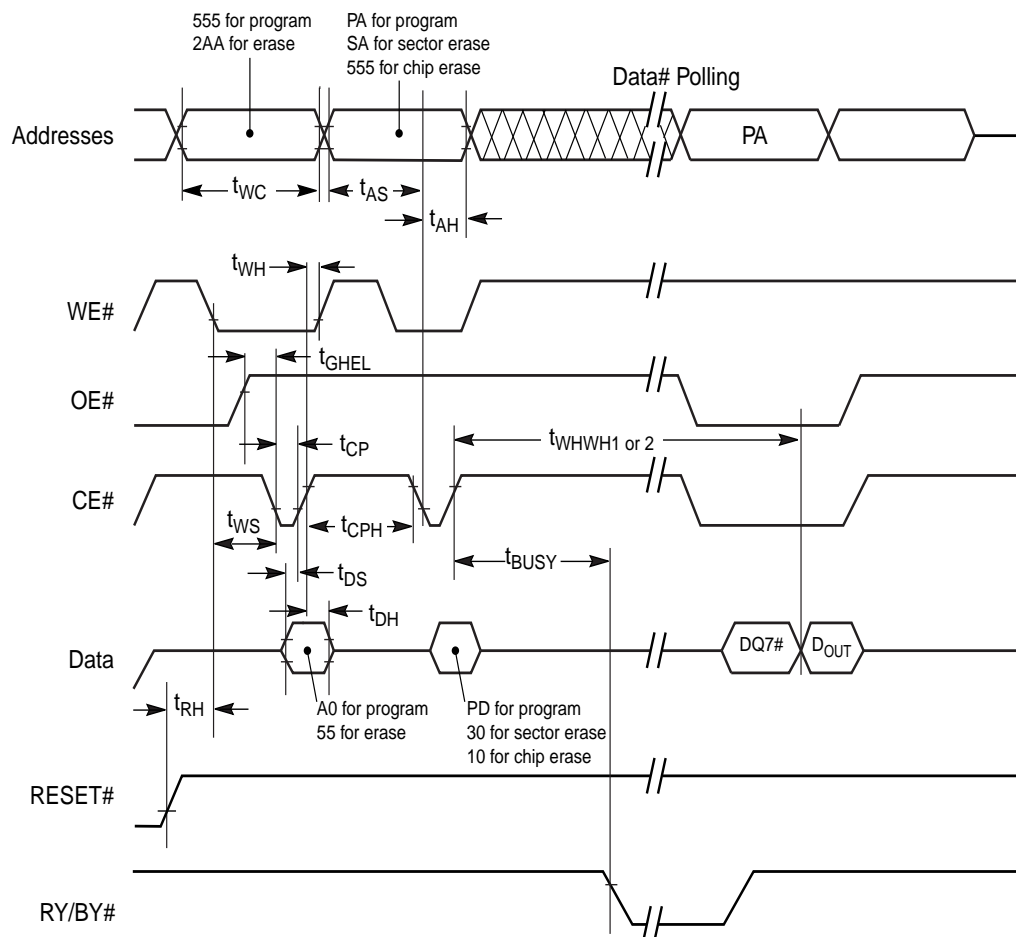 555 for program
2AA for erase
PA for program
SA for sector erase
555 for chip erase
Data# Polling
Addresses
PA
tWC
tAS
tAH
tWH
WE#
tGHEL
OE#
tCP
tWHWH1 or 2
CE#
tWS
tCPH
tDS
tBUSY
tDH
Data
DQ7#
DOUT
tRH
A0 for program
55 for erase
PD for program
30 for sector erase
10 for chip erase
RESET#
RY/BY#